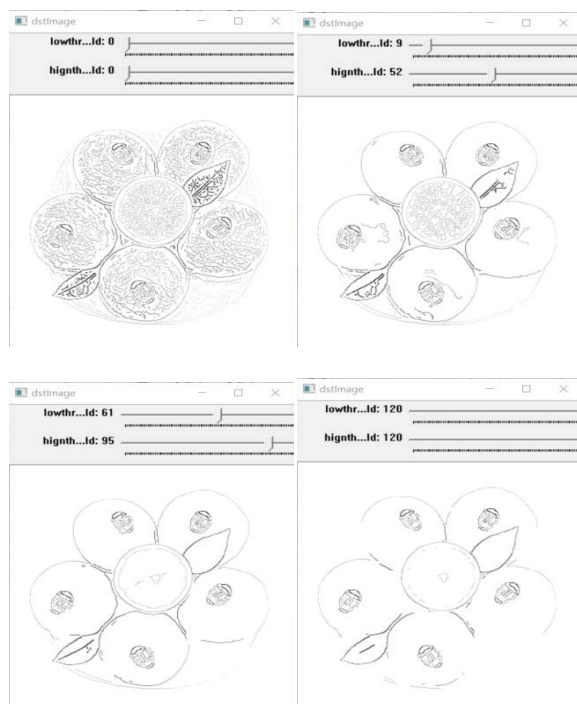 dstImage
lowthr...ld: 0
hignth...ld: 0
dstImage
lowthr...ld: 9
hignth...ld: 52
dstImage
lowthr...ld: 61
hignth...ld: 95
dstImage
lowthr...ld: 120
hignth...ld: 120